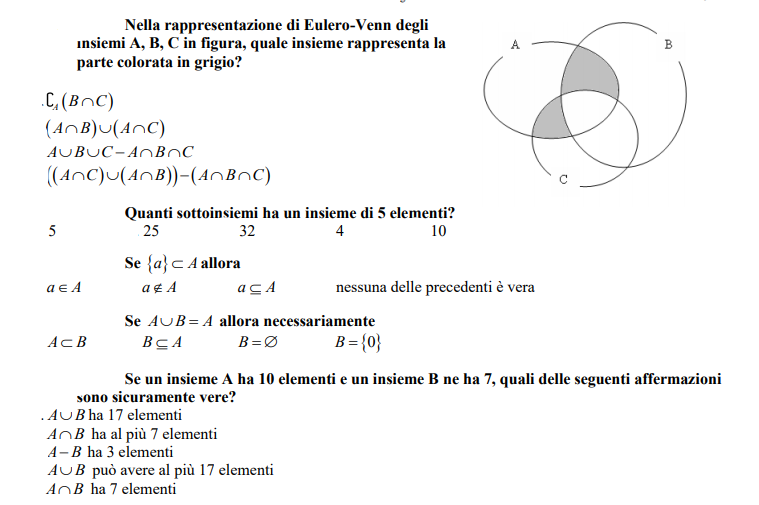 Nella rappresentazione di Eulero-Venn degli
insiemi A, B, C in figura, quale insieme rappresenta la
parte colorata in grigio?
A
B
C
.∁_A(B∩C)
(A∩B)∪(A∩C)
A∪B∪C−A∩B∩C
((A∩C)∪(A∩B))−(A∩B∩C)
Quanti sottoinsiemi ha un insieme di 5 elementi?
5 25 32 4 10
Se {a}⊂A allora
a∈A a∉A a⊆A nessuna delle precedenti è vera
Se A∪B=A allora necessariamente
A⊂B B⊆A B=∅ B={0}
Se un insieme A ha 10 elementi e un insieme B ne ha 7, quali delle seguenti affermazioni
sono sicuramente vere?
.A∪B ha 17 elementi
A∩B ha al più 7 elementi
A−B ha 3 elementi
A∪B può avere al più 17 elementi
A∩B ha 7 elementi